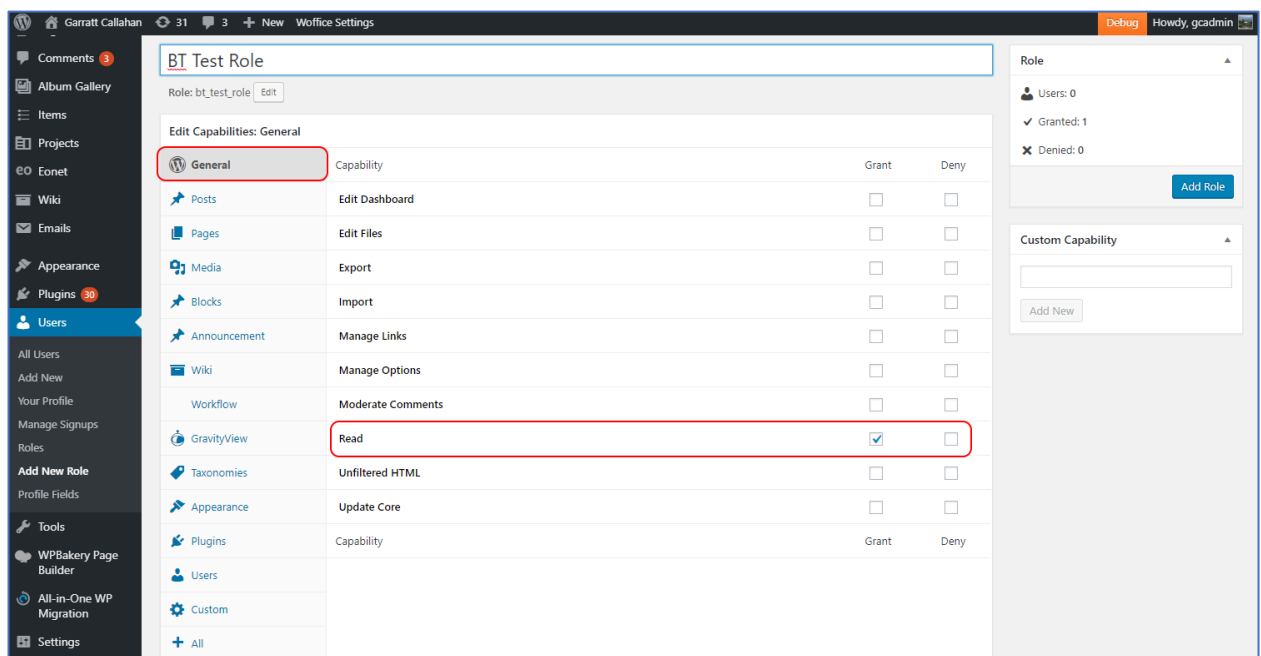 Garratt Callahan 31 3 New Woffice Settings Debug Howdy, gcadmin
Comments 3
Album Gallery
Items
Projects
eo Eonet
Wiki
Emails
Appearance
Plugins 30
Users
All Users
Add New
Your Profile
Manage Signups
Roles
Add New Role
Profile Fields
Tools
WPBakery Page
Builder
All-in-One WP
Migration
Settings
BT Test Role
Role: bt_test_role Edit
Edit Capabilities: General
General
Posts
Pages
Media
Blocks
Announcement
Wiki
Workflow
GravityView
Taxonomies
Appearance
Plugins
Users
Custom
All
Capability Grant Deny
Edit Dashboard
Edit Files
Export
Import
Manage Links
Manage Options
Moderate Comments
Read
Unfiltered HTML
Update Core
Capability Grant Deny
Role
Users: 0
Granted: 1
Denied: 0
Add Role
Custom Capability
Add New